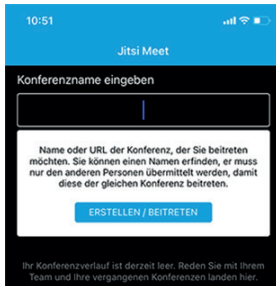 10:51
Jitsi Meet
Konferenzname eingeben
Name oder URL der Konferenz, der Sie beitreten
möchten. Sie können einen Namen erfinden, er muss
nur den anderen Personen übermittelt werden, damit
diese der gleichen Konferenz beitreten.
ERSTELLEN / BEITRETEN
Ihr Konferenzverlauf ist derzeit leer. Reden Sie mit Ihrem
Team und Ihre vergangenen Konferenzen landen hier.